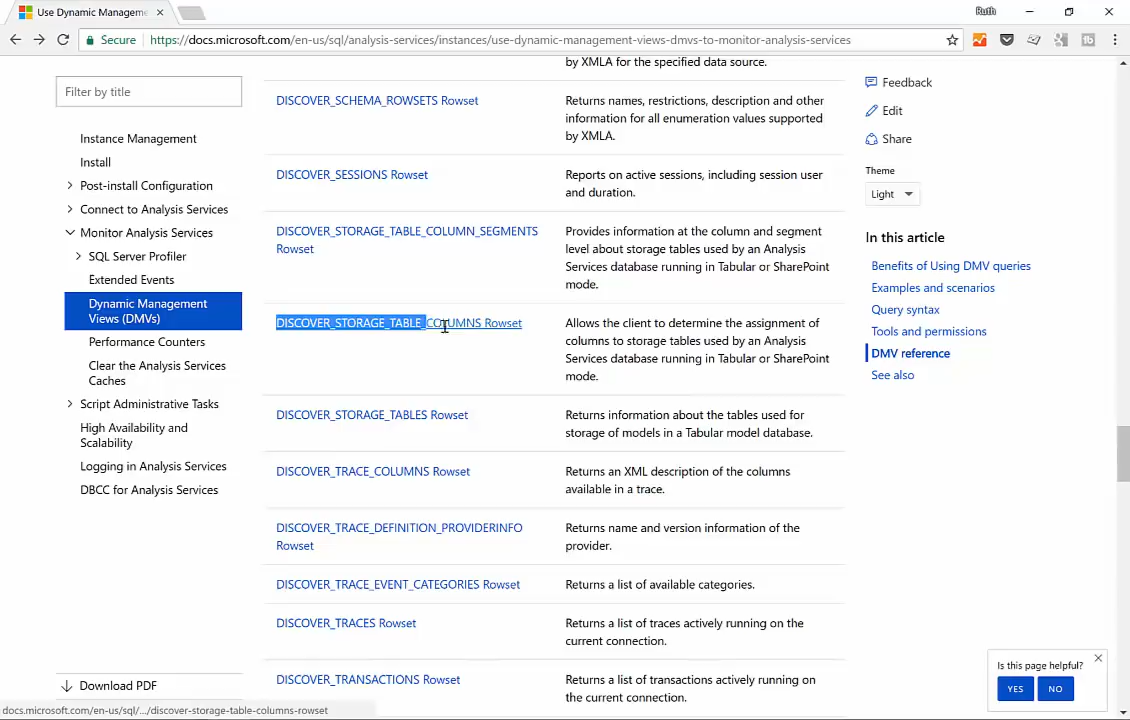 Use Dynamic Manageme
Ruth
Secure
https://docs.microsoft.com/en-us/sql/analysis-services/instances/use-dynamic-management-views-dmvs-to-monitor-analysis-services
Filter by title
Instance Management
Install
Post-install Configuration
Connect to Analysis Services
Monitor Analysis Services
SQL Server Profiler
Extended Events
Dynamic Management
Views (DMVs)
Performance Counters
Clear the Analysis Services
Caches
Script Administrative Tasks
High Availability and
Scalability
Logging in Analysis Services
DBCC for Analysis Services
Download PDF
by XMLA for the specified data source.
DISCOVER_SCHEMA_ROWSETS Rowset
Returns names, restrictions, description and other
information for all enumeration values supported
by XMLA.
DISCOVER_SESSIONS Rowset
Reports on active sessions, including session user
and duration.
DISCOVER_STORAGE_TABLE_COLUMN_SEGMENTS
Rowset
Provides information at the column and segment
level about storage tables used by an Analysis
Services database running in Tabular or SharePoint
mode.
DISCOVER_STORAGE_TABLE_COLUMNS Rowset
Allows the client to determine the assignment of
columns to storage tables used by an Analysis
Services database running in Tabular or SharePoint
mode.
DISCOVER_STORAGE_TABLES Rowset
Returns information about the tables used for
storage of models in a Tabular model database.
DISCOVER_TRACE_COLUMNS Rowset
Returns an XML description of the columns
available in a trace.
DISCOVER_TRACE_DEFINITION_PROVIDERINFO
Rowset
Returns name and version information of the
provider.
DISCOVER_TRACE_EVENT_CATEGORIES Rowset
Returns a list of available categories.
DISCOVER_TRACES Rowset
Returns a list of traces actively running on the
current connection.
DISCOVER_TRANSACTIONS Rowset
Returns a list of transactions actively running on
the current connection.
Feedback
Edit
Share
Theme
Light
In this article
Benefits of Using DMV queries
Examples and scenarios
Query syntax
Tools and permissions
DMV reference
See also
Is this page helpful?
YES
NO
docs.microsoft.com/en-us/sql/.../discover-storage-table-columns-rowset